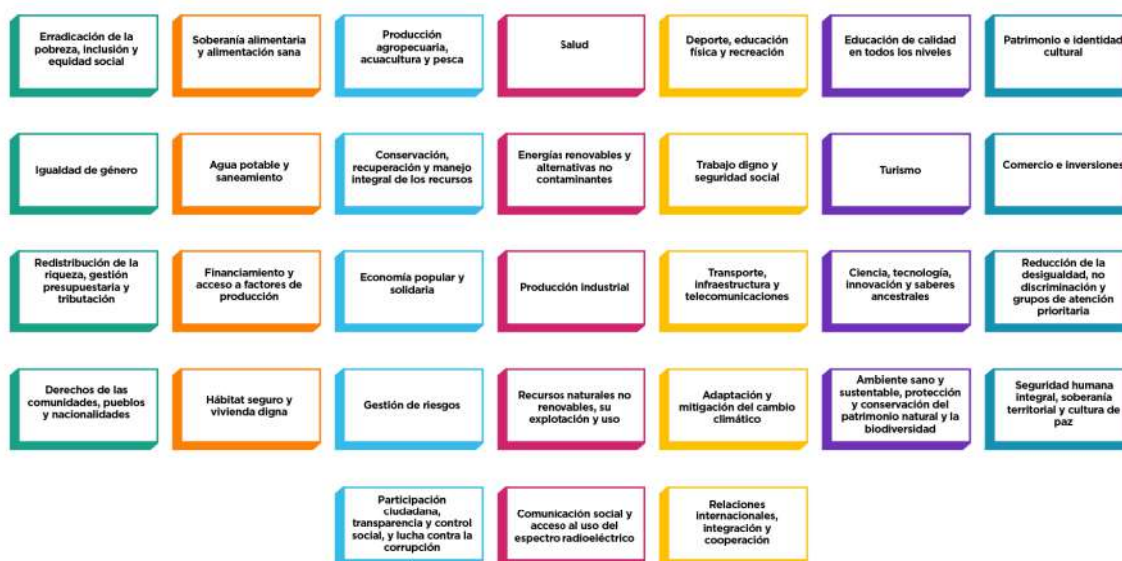 Erradicación de la
pobreza, inclusión y
equidad social
Soberanía alimentaria
y alimentación sana
Producción
agropecuaria,
acuacultura y pesca
Salud
Deporte, educación
física y recreación
Educación de calidad
en todos los niveles
Patrimonio e identidad
cultural
Igualdad de género
Agua potable y
saneamiento
Conservación,
recuperación y manejo
integral de los recursos
Energías renovables y
alternativas no
contaminantes
Trabajo digno y
seguridad social
Turismo
Comercio e inversiones
Redistribución de la
riqueza, gestión
presupuestaria y
tributación
Financiamiento y
acceso a factores de
producción
Economía popular y
solidaria
Producción industrial
Transporte,
infraestructura y
telecomunicaciones
Ciencia, tecnología,
innovación y saberes
ancestrales
Reducción de la
desigualdad, no
discriminación y
grupos de atención
prioritaria
Derechos de las
comunidades, pueblos
y nacionalidades
Hábitat seguro y
vivienda digna
Gestión de riesgos
Recursos naturales no
renovables, su
explotación y uso
Adaptación y
mitigación del cambio
climático
Ambiente sano y
sustentable, protección
y conservación del
patrimonio natural y la
biodiversidad
Seguridad humana
integral, soberanía
territorial y cultura de
paz
Participación
ciudadana,
transparencia y control
social, y lucha contra la
corrupción
Comunicación social y
acceso al uso del
espectro radioeléctrico
Relaciones
internacionales,
integración y
cooperación